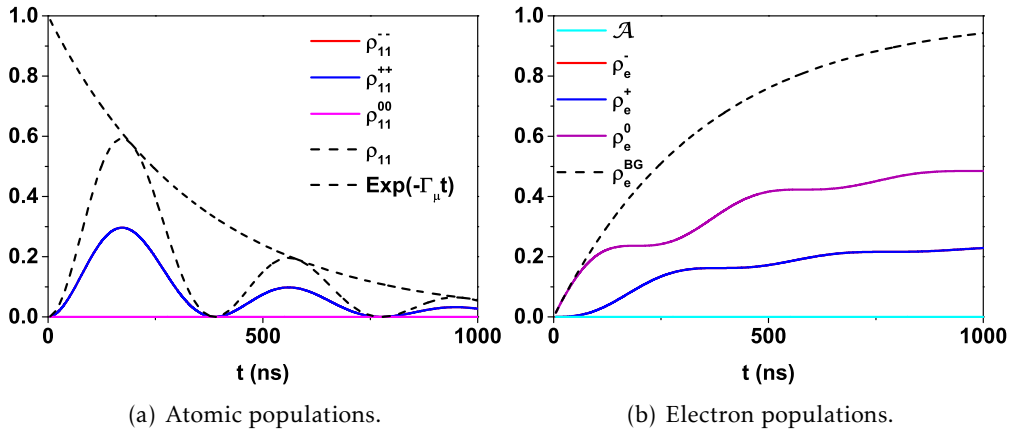 1.0
0.8
0.6
0.4
0.2
0.0
0
500
1000
t (ns)
ρ₁₁⁻⁻
ρ₁₁⁺⁺
ρ₁₁⁰⁰
ρ₁₁
Exp(-Γμt)
(a) Atomic populations.
1.0
0.8
0.6
0.4
0.2
0.0
0
500
1000
t (ns)
𝒜
ρₑ⁻
ρₑ⁺
ρₑ⁰
ρₑᴮᴳ
(b) Electron populations.